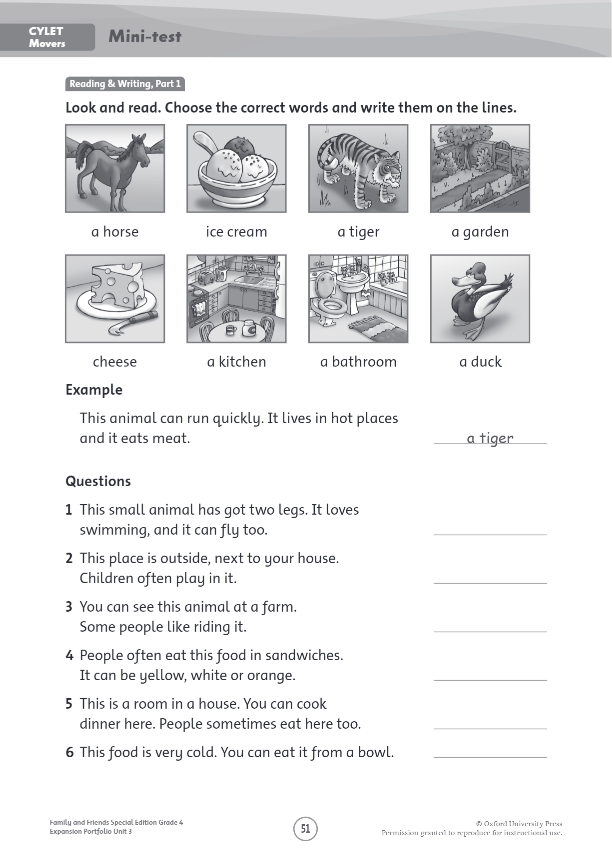 CYLET
Movers
Mini-test
Reading & Writing, Part 1
Look and read. Choose the correct words and write them on the lines.
a horse
ice cream
a tiger
a garden
cheese
a kitchen
a bathroom
a duck
Example
This animal can run quickly. It lives in hot places
and it eats meat.
a tiger
Questions
1 This small animal has got two legs. It loves
swimming, and it can fly too.
2 This place is outside, next to your house.
Children often play in it.
3 You can see this animal at a farm.
Some people like riding it.
4 People often eat this food in sandwiches.
It can be yellow, white or orange.
5 This is a room in a house. You can cook
dinner here. People sometimes eat here too.
6 This food is very cold. You can eat it from a bowl.
Family and Friends Special Edition Grade 4
Expansion Portfolio Unit 3
51
© Oxford University Press
Permission granted to reproduce for instructional use.